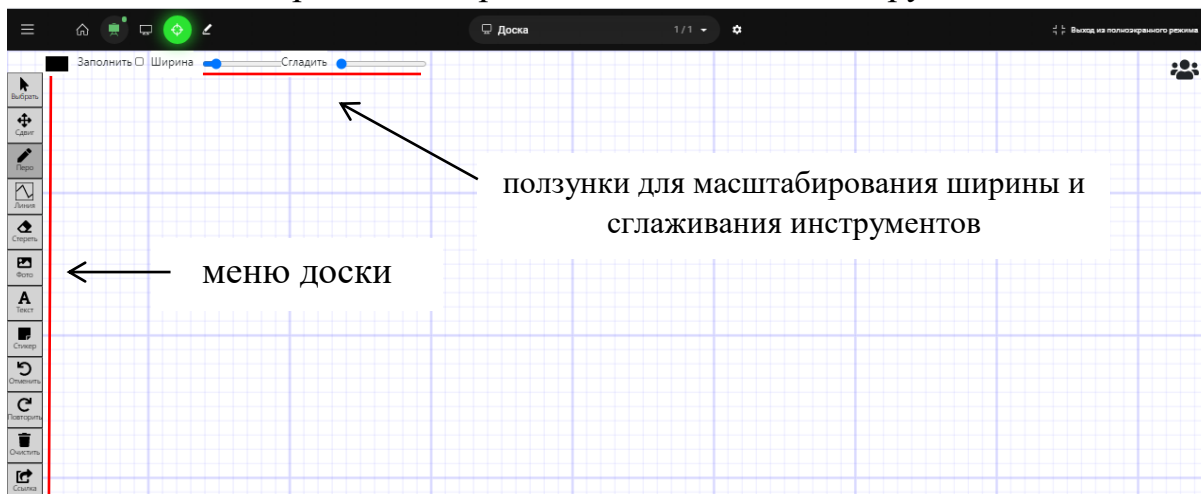 Доска
1/1
Выход из полноэкранного режима
Заполнить Ширина Сгладить
Выбрать
Сдвиг
Перо
Линия
Стереть
Фото
Текст
Стикер
Отменить
Повторить
Очистить
Ссылка
ползунки для масштабирования ширины и
сглаживания инструментов
меню доски